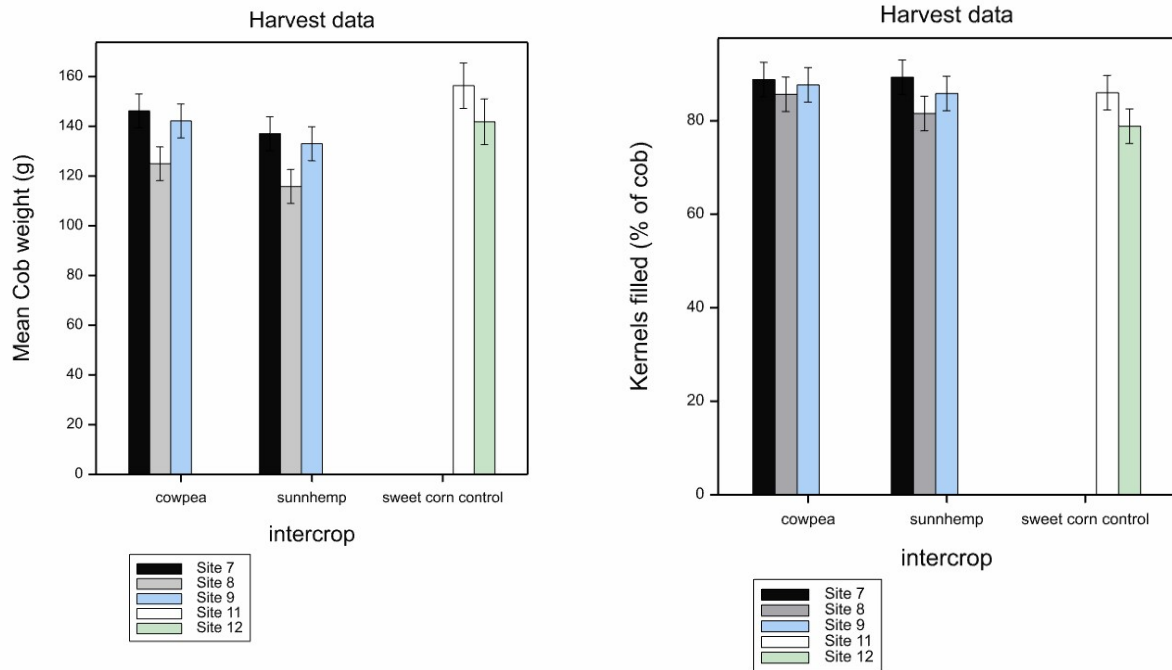 Harvest data
Mean Cob weight (g)
160
140
120
100
80
60
40
20
0
cowpea sunnhemp sweet corn control
intercrop
Site 7
Site 8
Site 9
Site 11
Site 12
Harvest data
Kernels filled (% of cob)
80
60
40
20
0
cowpea sunnhemp sweet corn control
intercrop
Site 7
Site 8
Site 9
Site 11
Site 12